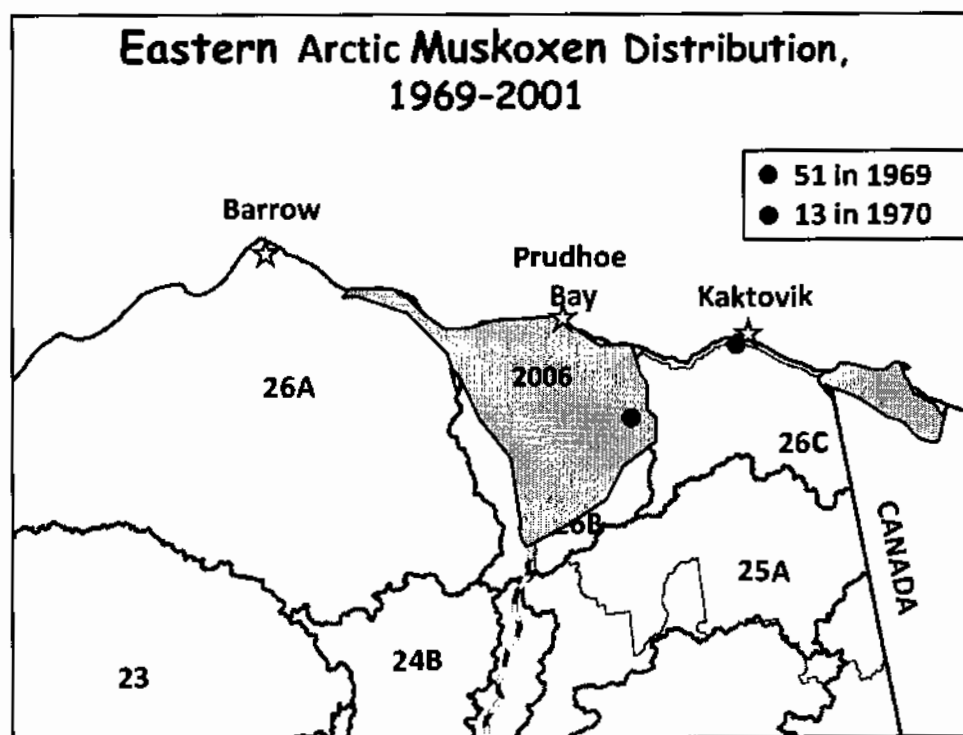 Eastern Arctic Muskoxen Distribution,
1969-2001
51 in 1969
13 in 1970
Barrow
Prudhoe
Bay
Kaktovik
2006
26A
26C
26B
25A
CANADA
24B
23